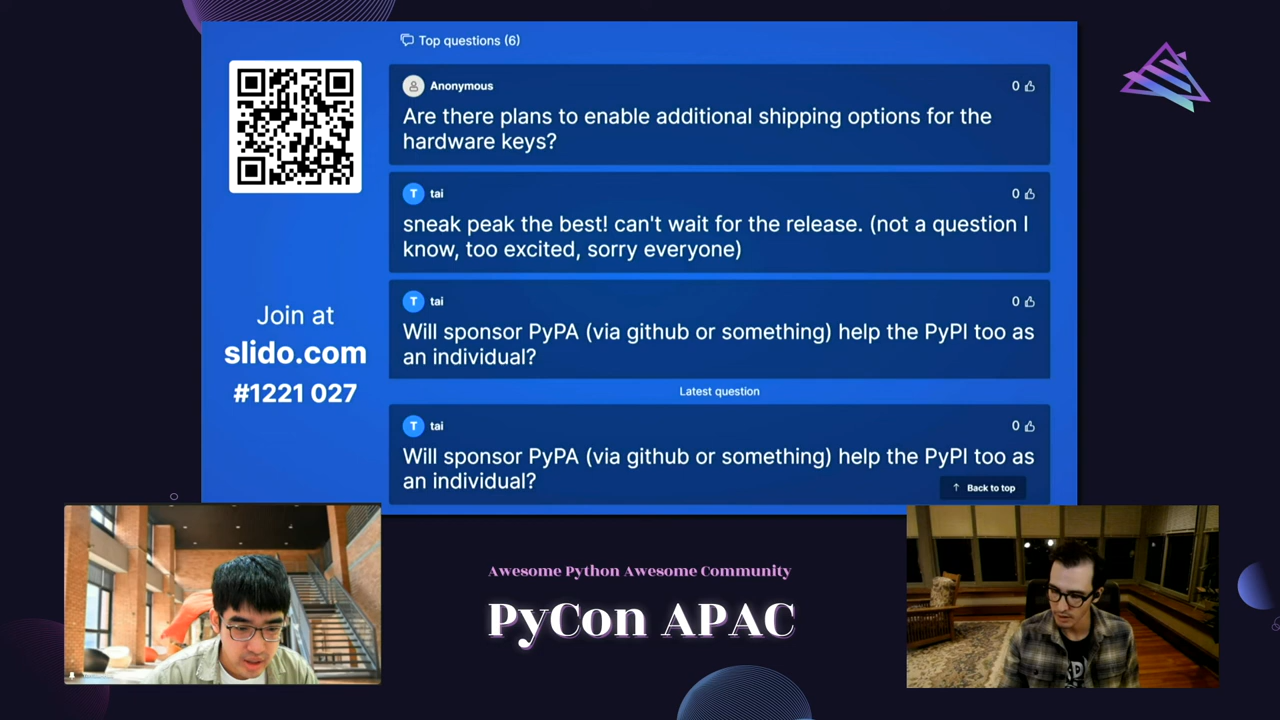 Top questions (6)
Anonymous
0
Are there plans to enable additional shipping options for the
hardware keys?
T tai
0
sneak peak the best! can't wait for the release. (not a question I
know, too excited, sorry everyone)
T tai
0
Will sponsor PyPA (via github or something) help the PyPI too as
an individual?
Latest question
T tai
0
Will sponsor PyPA (via github or something) help the PyPI too as
an individual?
↑ Back to top
Join at
slido.com
#1221 027
Awesome Python Awesome Community
PyCon APAC